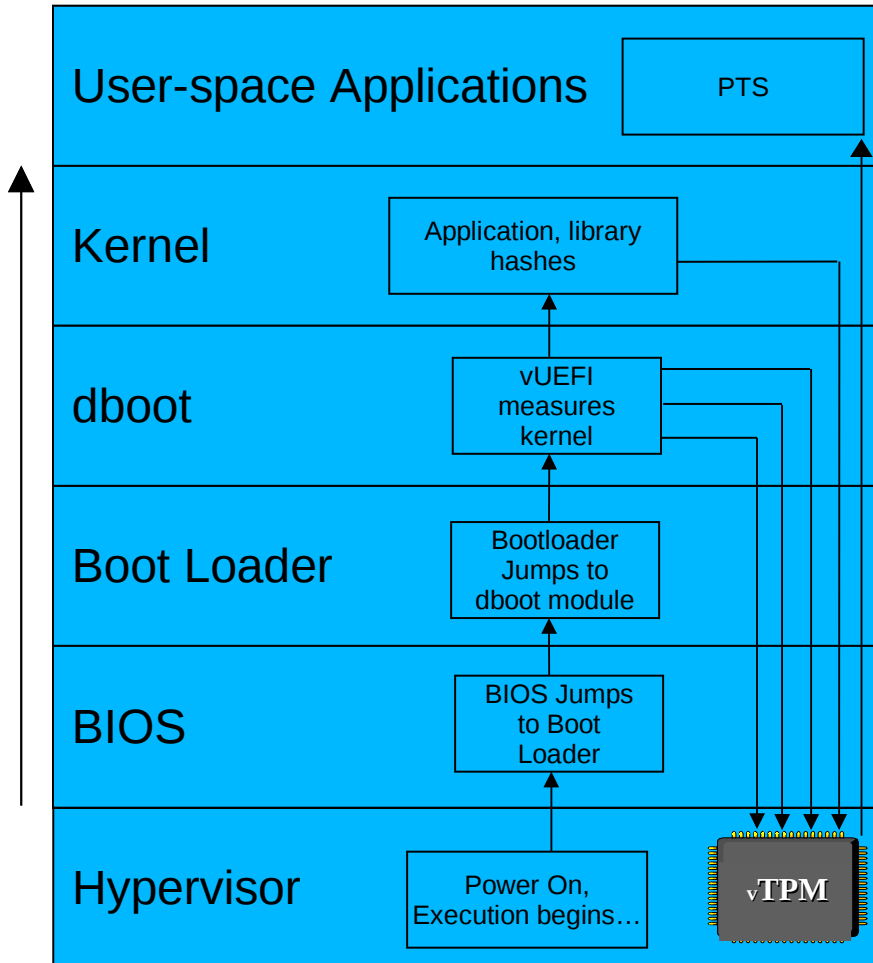 User-space Applications
PTS
Kernel
Application, library
hashes
dboot
vUEFI
measures
kernel
Boot Loader
Bootloader
Jumps to
dboot module
BIOS
BIOS Jumps
to Boot
Loader
Hypervisor
Power On,
Execution begins…
vTPM